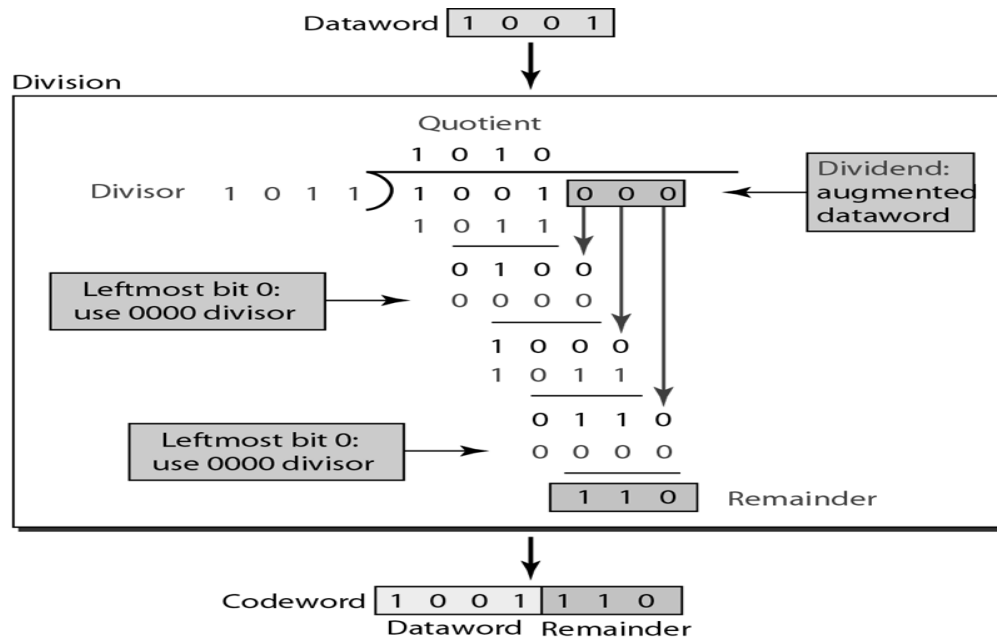 Dataword 1 0 0 1
Division
Quotient
1 0 1 0
Divisor 1 0 1 1 1 0 0 1 0 0 0
Dividend:
augmented
dataword
1 0 1 1
0 1 0 0
Leftmost bit 0:
use 0000 divisor
0 0 0 0
1 0 0 0
1 0 1 1
0 1 1 0
Leftmost bit 0:
use 0000 divisor
0 0 0 0
1 1 0 Remainder
Codeword 1 0 0 1 1 1 0
Dataword Remainder